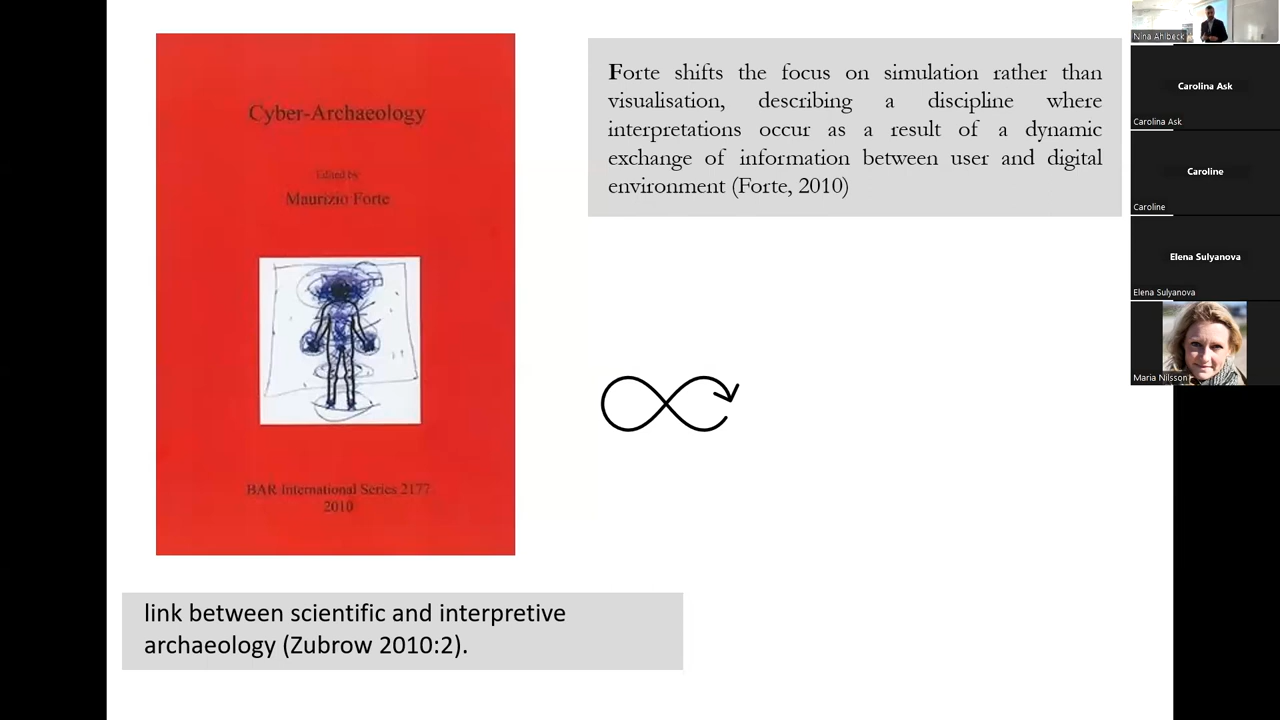 Cyber-Archaeology
Edited by
Maurizio Forte
BAR International Series 2177
2010
Forte shifts the focus on simulation rather than
visualisation, describing a discipline where
interpretations occur as a result of a dynamic
exchange of information between user and digital
environment (Forte, 2010)
link between scientific and interpretive
archaeology (Zubrow 2010:2).
Nina Ahlbeck
Carolina Ask
Carolina Ask
Caroline
Caroline
Elena Sulyanova
Elena Sulyanova
Maria Nilsson